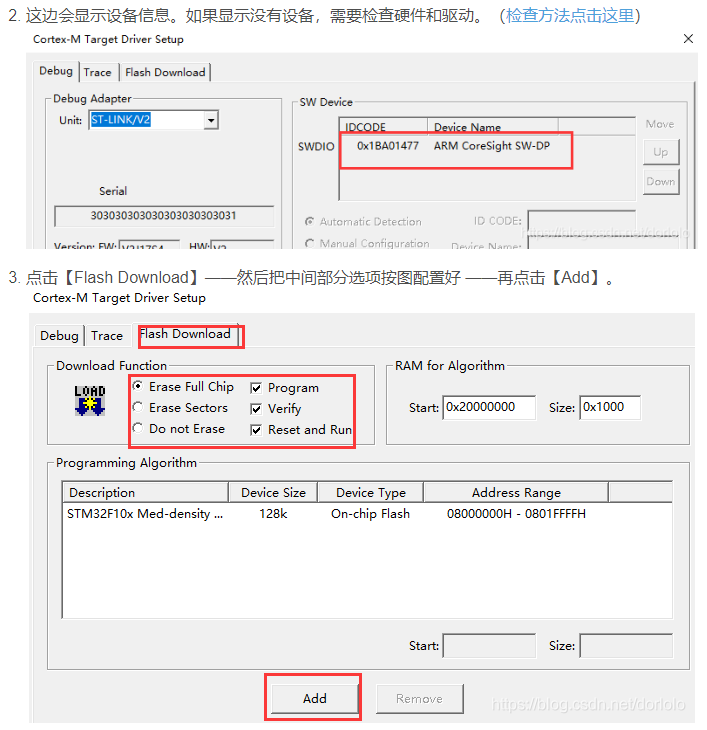 2. 这边会显示设备信息。如果显示没有设备，需要检查硬件和驱动。（检查方法点击这里）
Cortex-M Target Driver Setup
Debug Trace Flash Download
Debug Adapter
Unit: ST-LINK/V2
Serial
303030303030303030303031
Version: FW: V2J17S4 HW: V2
SW Device
IDCODE Device Name
SWDIO 0x1BA01477 ARM CoreSight SW-DP
Move
Up
Down
Automatic Detection ID CODE:
Manual Configuration Device Name:
https://blog.csdn.net/dorlolo
3. 点击【Flash Download】——然后把中间部分选项按图配置好 ——再点击【Add】。
Cortex-M Target Driver Setup
Debug Trace Flash Download
Download Function
LOAD
Erase Full Chip Program
Erase Sectors Verify
Do not Erase Reset and Run
RAM for Algorithm
Start: 0x20000000 Size: 0x1000
Programming Algorithm
Description Device Size Device Type Address Range
STM32F10x Med-density ... 128k On-chip Flash 08000000H - 0801FFFFH
Start: Size:
Add Remove
https://blog.csdn.net/dorlolo